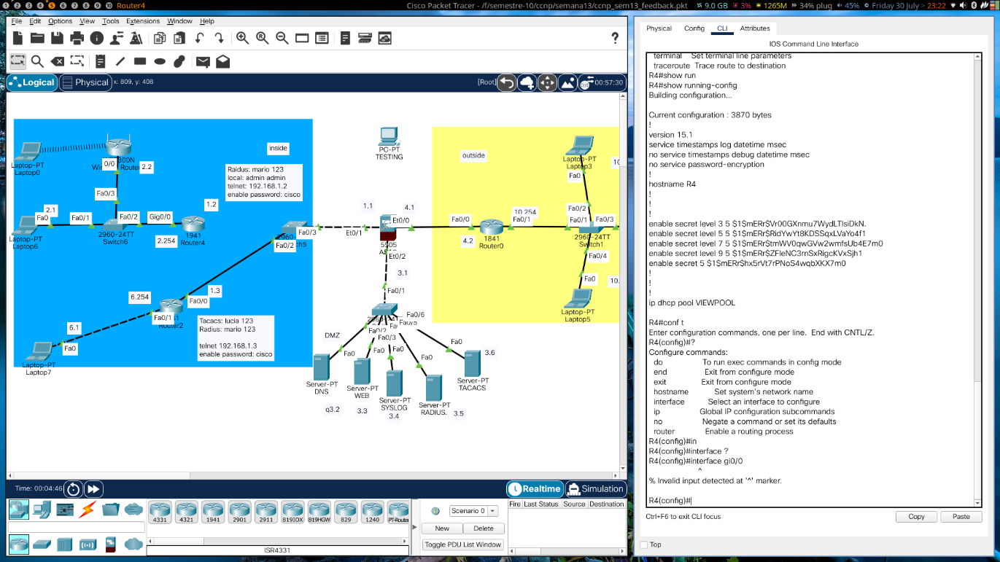 1 2 3 4 5 6 7 8 9 10 Router4
Cisco Packet Tracer - /f/semestre-10/ccnp/semana13/ccnp_sem13_feedback.pkt
9.0 GB 3% 1265M 34% plug 45% Friday 30 July > 23:22
File Edit Options View Tools Extensions Window Help
?
Logical Physical x: 809, y: 408
[Root] 00:57:30
inside
Laptop-PT
Laptop0
0/0
2.2
Raidus: mario 123
local: admin admin
telnet: 192.168.1.2
enable password: cisco
Fa0/3
2.1
Fa0
Fa0/1
Fa0/2
Gig0/0
1.2
Laptop-PT
Laptop6
2960-24TT
Switch6
2.254
1941
Router4
Fa0/3
Fa0/2
6.254
1.3
Fa0/0
Fa0/1
Router2
6.1
Fa0
Laptop-PT
Laptop7
Tacacs: lucia 123
Radius: mario 123
telnet 192.168.1.3
enable password: cisco
PC-PT
TESTING
1.1
4.1
Et0/0
Et0/1
5505
Et0/2
3.1
Fa0/1
Fa0/6
Fa0/3
DMZ
Fa0
Fa0
Fa0
Fa0
Fa0
3.6
Server-PT
DNS
Server-PT
WEB
Server-PT
SYSLOG
Server-PT
RADIUS.
Server-PT
TACACS
q3.2
3.3
3.4
3.5
outside
Laptop-PT
Laptop3
Fa0
Fa0/0
10.254
Fa0/1
4.2
1841
Router0
Fa0/2
Fa0/1
Fa0/3
2960-24TT
Switch1
Fa0/4
Fa0
10.
Laptop-PT
Laptop5
Time: 00:04:46
Realtime Simulation
4331 4321 1941 2901 2911 819IOX 819HGW 829 1240 PT-Router
ISR4331
Scenario 0
New Delete
Toggle PDU List Window
Fire Last Status Source Destination
Physical Config CLI Attributes
IOS Command Line Interface
terminal Set terminal line parameters
traceroute Trace route to destination
R4#show run
R4#show running-config
Building configuration...
Current configuration : 3870 bytes
!
version 15.1
service timestamps log datetime msec
no service timestamps debug datetime msec
no service password-encryption
!
hostname R4
!
!
!
enable secret level 3 5 $1$mERr$Vr00GXnmu7WydLTlsiDkN.
enable secret level 5 5 $1$mERr$RidYwYt8KDSSqxLVaYo4f1
enable secret level 7 5 $1$mERr$tmWV0qwGVw2wmfsUb4E7m0
enable secret level 9 5 $1$mERr$ZFIeNC3rnSxRigcKVxSjh1
enable secret 5 $1$mERr$hx5rVt7rPNoS4wqbXKX7m0
!
!
!
ip dhcp pool VIEWPOOL
R4#conf t
Enter configuration commands, one per line. End with CNTL/Z.
R4(config)#?
Configure commands:
do To run exec commands in config mode
end Exit from configure mode
exit Exit from configure mode
hostname Set system's network name
interface Select an interface to configure
ip Global IP configuration subcommands
no Negate a command or set its defaults
router Enable a routing process
R4(config)#in
R4(config)#interface ?
R4(config)#interface gi0/0
^
% Invalid input detected at '^' marker.
R4(config)#
Ctrl+F6 to exit CLI focus
Copy Paste
Top